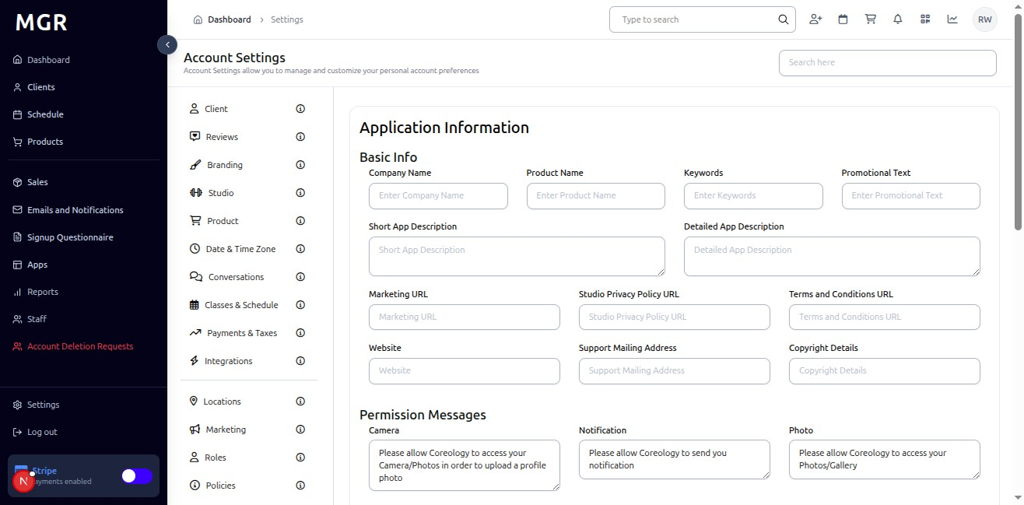 MGR
Dashboard
Clients
Schedule
Products
Sales
Emails and Notifications
Signup Questionnaire
Apps
Reports
Staff
Account Deletion Requests
Settings
Log out
Stripe
ayments enabled
N
Dashboard > Settings
Type to search
RW
Account Settings
Account Settings allow you to manage and customize your personal account preferences
Search here
Client
Reviews
Branding
Studio
Product
Date & Time Zone
Conversations
Classes & Schedule
Payments & Taxes
Integrations
Locations
Marketing
Roles
Policies
Application Information
Basic Info
Company Name Product Name Keywords Promotional Text
Enter Company Name Enter Product Name Enter Keywords Enter Promotional Text
Short App Description Detailed App Description
Short App Description Detailed App Description
Marketing URL Studio Privacy Policy URL Terms and Conditions URL
Marketing URL Studio Privacy Policy URL Terms and Conditions URL
Website Support Mailing Address Copyright Details
Website Support Mailing Address Copyright Details
Permission Messages
Camera
Please allow Coreology to access your
Camera/Photos in order to upload a profile
photo
Notification
Please allow Coreology to send you
notification
Photo
Please allow Coreology to access your
Photos/Gallery